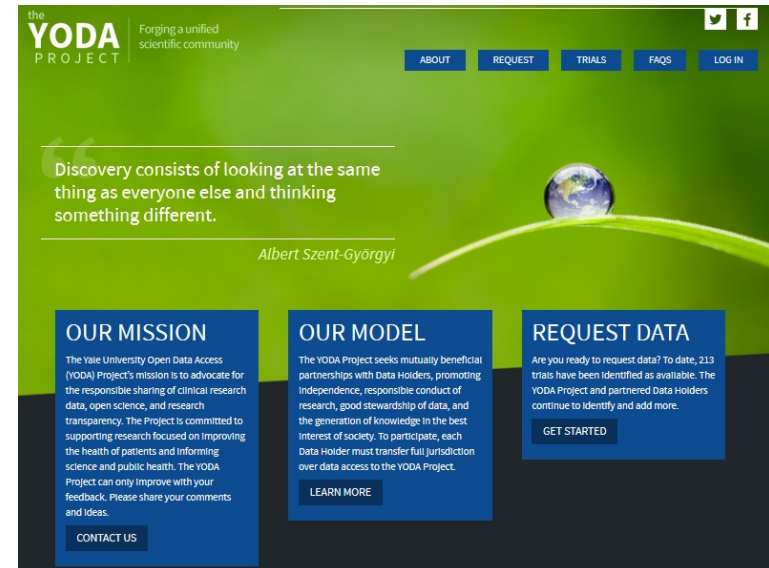 the
YODA
PROJECT
Forging a unified
scientific community
ABOUT
REQUEST
TRIALS
FAQS
LOG IN
Discovery consists of looking at the same
thing as everyone else and thinking
something different.
Albert Szent-Györgyi
OUR MISSION
The Yale University Open Data Access
(YODA) Project's mission is to advocate for
the responsible sharing of clinical research
data, open science, and research
transparency. The Project is committed to
supporting research focused on improving
the health of patients and informing
science and public health. The YODA
Project can only improve with your
feedback. Please share your comments
and ideas.
CONTACT US
OUR MODEL
The YODA Project seeks mutually beneficial
partnerships with Data Holders, promoting
independence, responsible conduct of
research, good stewardship of data, and
the generation of knowledge in the best
interest of society. To participate, each
Data Holder must transfer full jurisdiction
over data access to the YODA Project.
LEARN MORE
REQUEST DATA
Are you ready to request data? To date, 213
trials have been identified as available. The
YODA Project and partnered Data Holders
continue to identify and add more.
GET STARTED